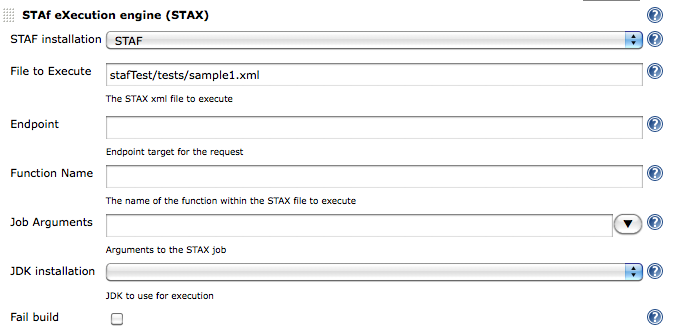 STAf eXecution engine (STAX)
STAF installation STAF
File to Execute stafTest/tests/sample1.xml
The STAX xml file to execute
Endpoint
Endpoint target for the request
Function Name
The name of the function within the STAX file to execute
Job Arguments
Arguments to the STAX job
JDK installation
JDK to use for execution
Fail build